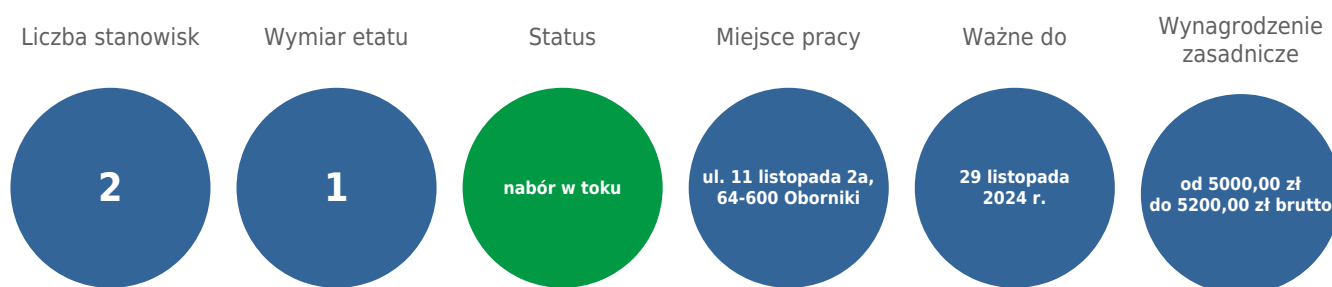 Liczba stanowisk
2
Wymiar etatu
1
Status
nabór w toku
Miejsce pracy
ul. 11 listopada 2a,
64-600 Oborniki
Ważne do
29 listopada
2024 r.
Wynagrodzenie
zasadnicze
od 5000,00 zł
do 5200,00 zł brutto